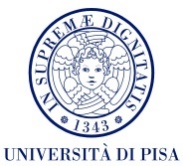 IN SUPREMÆ DIGNITATIS
• 1343 •
UNIVERSITÀ DI PISA